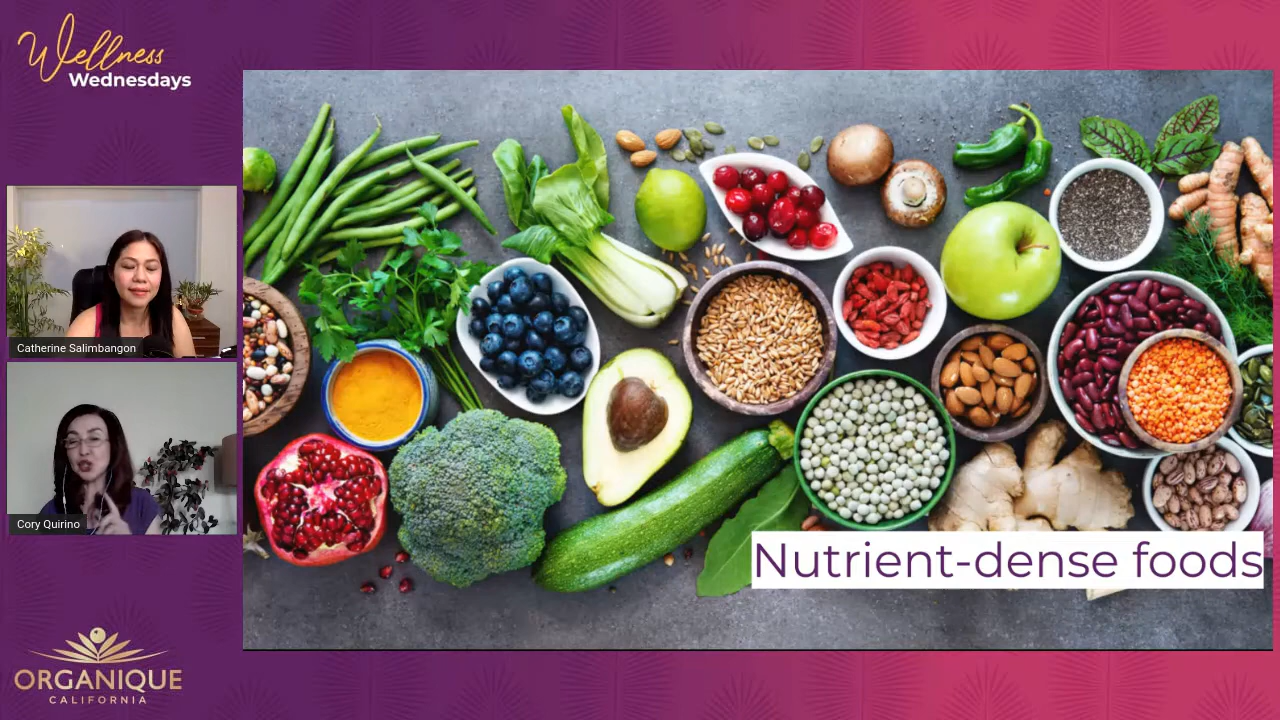 Wellness
Wednesdays
Catherine Salimbangon
Cory Quirino
Nutrient-dense foods
ORGANIQUE
CALIFORNIA